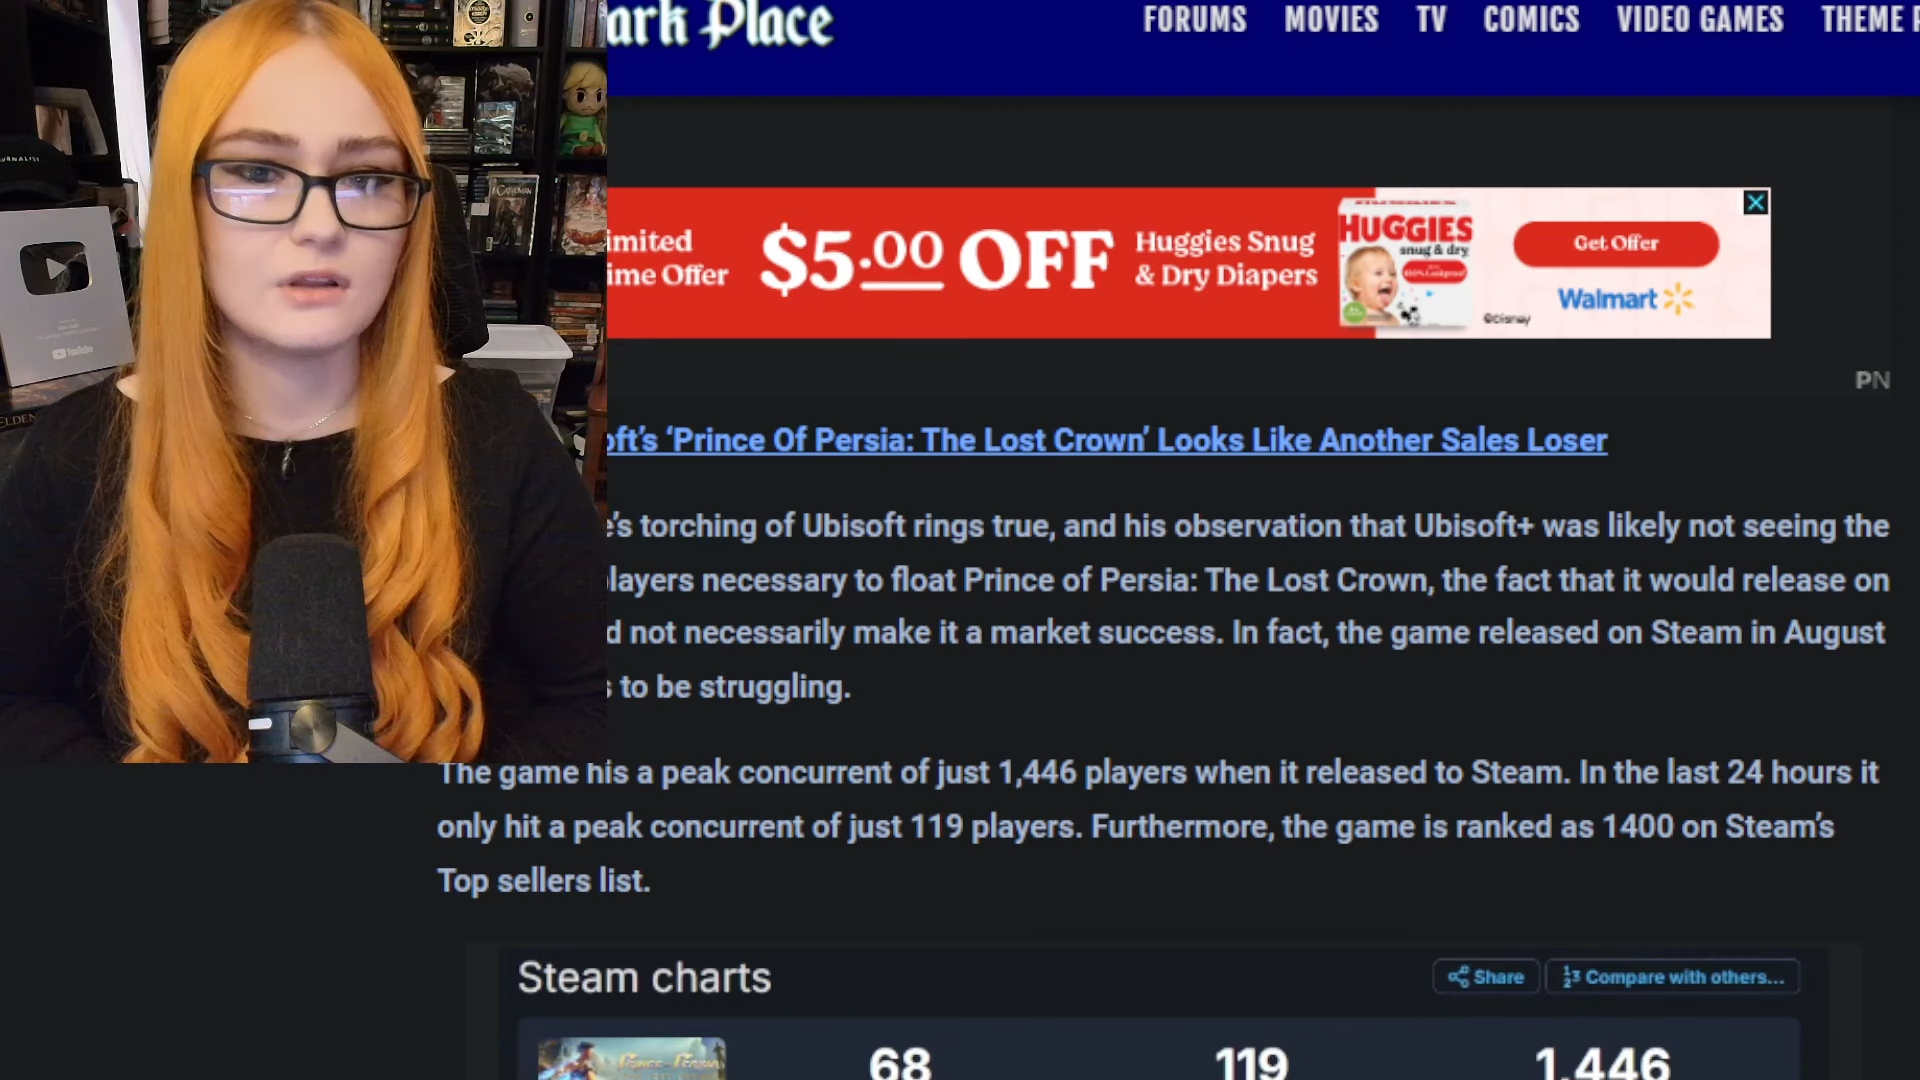 ark Place
FORUMS MOVIES TV COMICS VIDEO GAMES THEME P
imited
ime Offer
$5.00 OFF
Huggies Snug
& Dry Diapers
HUGGIES
snug & dry
©Disney
Get Offer
Walmart
PN
oft's 'Prince Of Persia: The Lost Crown' Looks Like Another Sales Loser
e's torching of Ubisoft rings true, and his observation that Ubisoft+ was likely not seeing the
layers necessary to float Prince of Persia: The Lost Crown, the fact that it would release on
d not necessarily make it a market success. In fact, the game released on Steam in August
s to be struggling.
The game his a peak concurrent of just 1,446 players when it released to Steam. In the last 24 hours it
only hit a peak concurrent of just 119 players. Furthermore, the game is ranked as 1400 on Steam's
Top sellers list.
Steam charts
Share
Compare with others...
68
119
1,446
URNALIS
CATWOMAN
YouTube
ELDEN